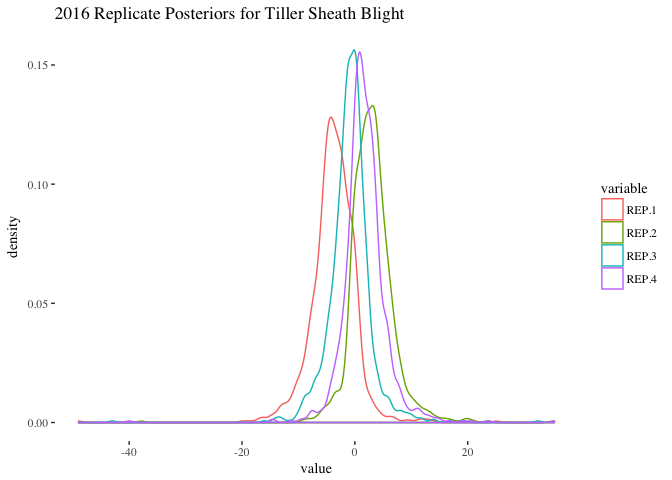 2016 Replicate Posteriors for Tiller Sheath Blight
0.15
0.10
0.05
0.00
density
-40 -20 0 20
value
variable
REP.1
REP.2
REP.3
REP.4